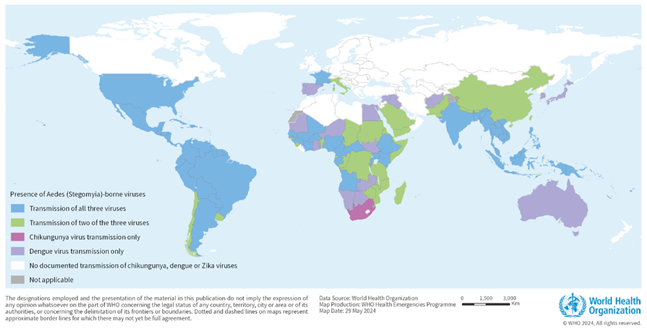 Presence of Aedes (Stegomyia)-borne viruses
Transmission of all three viruses
Transmission of two of the three viruses
Chikungunya virus transmission only
Dengue virus transmission only
No documented transmission of chikungunya, dengue or Zika viruses
Not applicable
The designations employed and the presentation of the material in this publication do not imply the expression of
any opinion whatsoever on the part of WHO concerning the legal status of any country, territory, city or area or of its
authorities, or concerning the delimitation of its frontiers or boundaries. Dotted and dashed lines on maps represent
approximate border lines for which there may not yet be full agreement.
Data Source: World Health Organization
Map Production: WHO Health Emergencies Programme
Map Date: 29 May 2024
0 1,500 3,000
Km
World Health
Organization
© WHO 2024, All rights reserved.